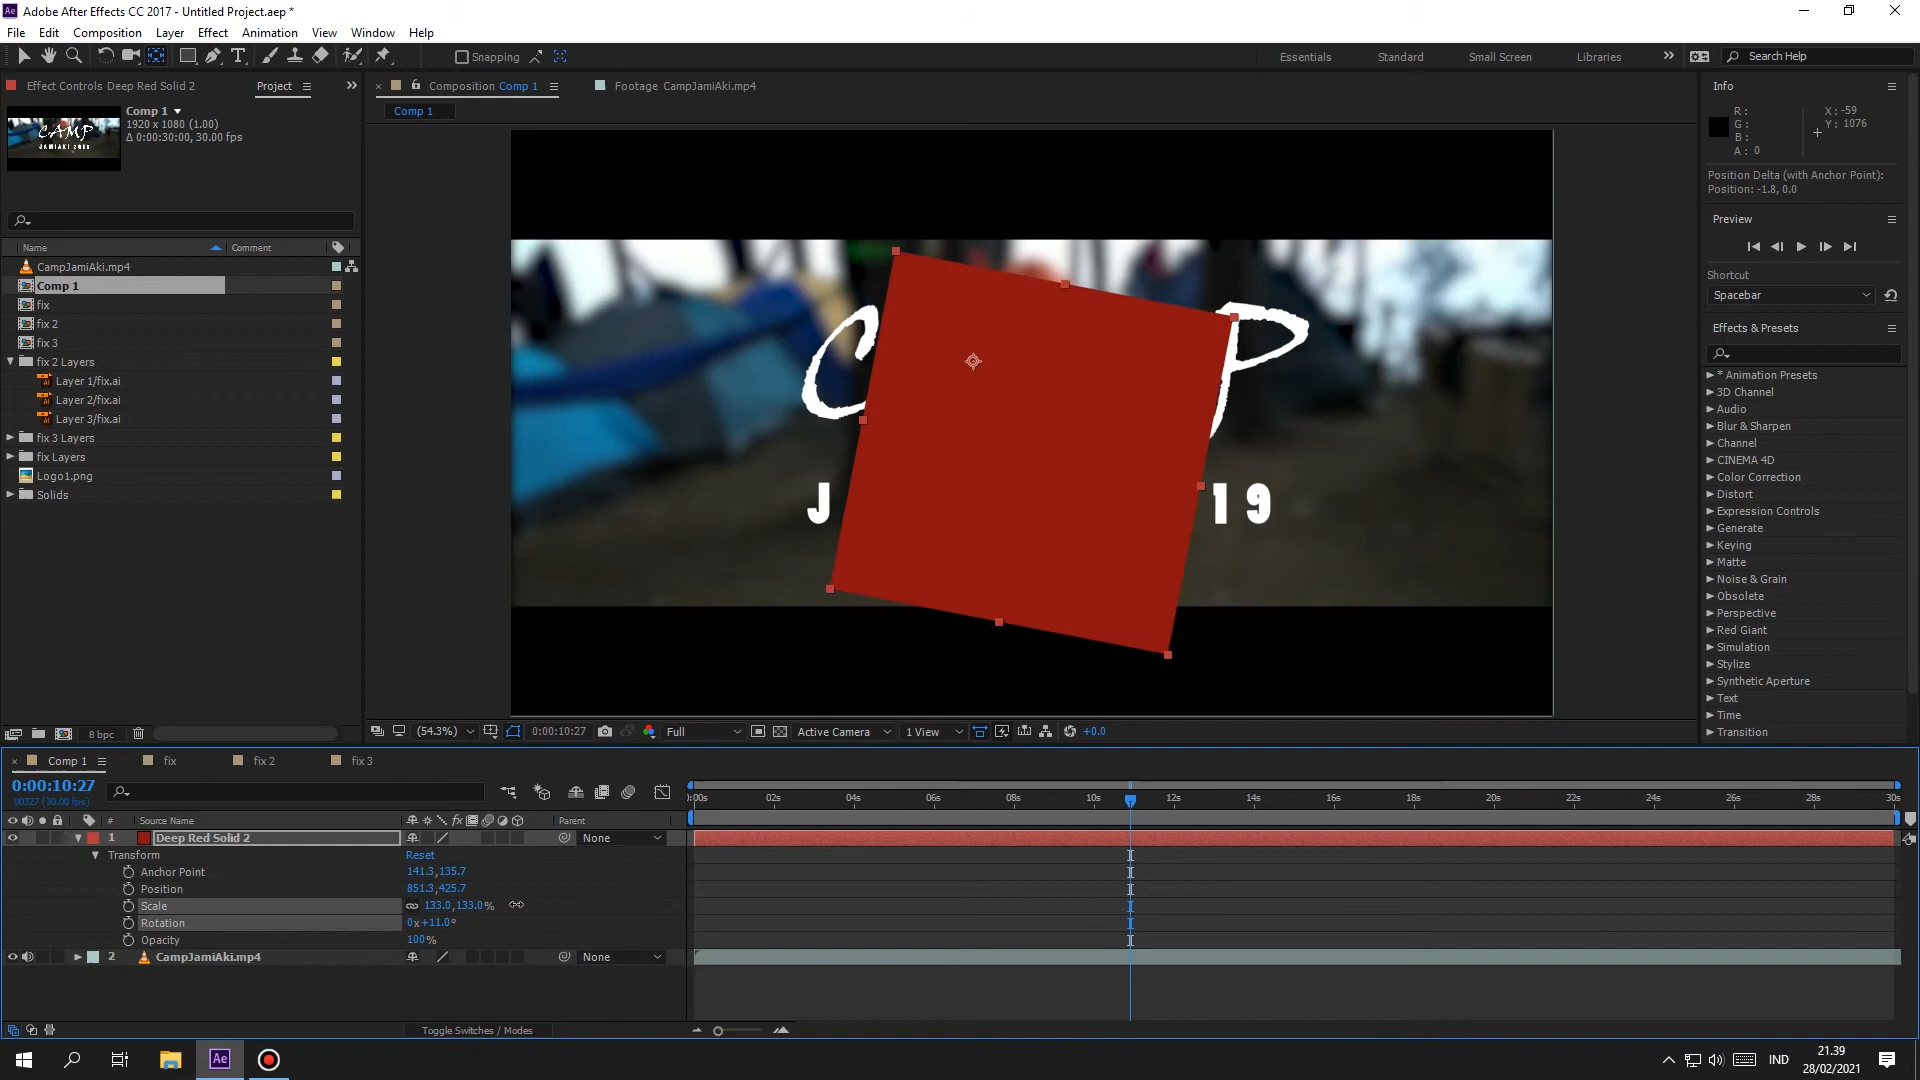 Adobe After Effects CC 2017 - Untitled Project.aep *
File Edit Composition Layer Effect Animation View Window Help
Snapping
Essentials Standard Small Screen Libraries
Search Help
Effect Controls Deep Red Solid 2
Project
Comp 1
1920 x 1080 (1.00)
Δ 0:00:30:00, 30.00 fps
Name Comment
CampJamiAki.mp4
Comp 1
fix
fix 2
fix 3
fix 2 Layers
Layer 1/fix.ai
Layer 2/fix.ai
Layer 3/fix.ai
fix 3 Layers
fix Layers
Logo1.png
Solids
8 bpc
Composition Comp 1
Footage CampJamiAki.mp4
Comp 1
C P
J 19
(54.3%) 0:00:10:27 Full Active Camera 1 View +0.0
Info
R :
G :
B :
A : 0
X : -59
Y : 1076
Position Delta (with Anchor Point):
Position: -1.8, 0.0
Preview
Shortcut
Spacebar
Effects & Presets
* Animation Presets
3D Channel
Audio
Blur & Sharpen
Channel
CINEMA 4D
Color Correction
Distort
Expression Controls
Generate
Keying
Matte
Noise & Grain
Obsolete
Perspective
Red Giant
Simulation
Stylize
Synthetic Aperture
Text
Time
Transition
Comp 1 fix fix 2 fix 3
0:00:10:27
00327 (30.00 fps)
:00s 02s 04s 06s 08s 10s 12s 14s 16s 18s 20s 22s 24s 26s 28s 30s
# Source Name Parent
1 Deep Red Solid 2 None
Transform Reset
Anchor Point 141.3,135.7
Position 851.3,425.7
Scale 133.0,133.0%
Rotation 0x+11.0°
Opacity 100%
2 CampJamiAki.mp4 None
Toggle Switches / Modes
IND
21.39
28/02/2021